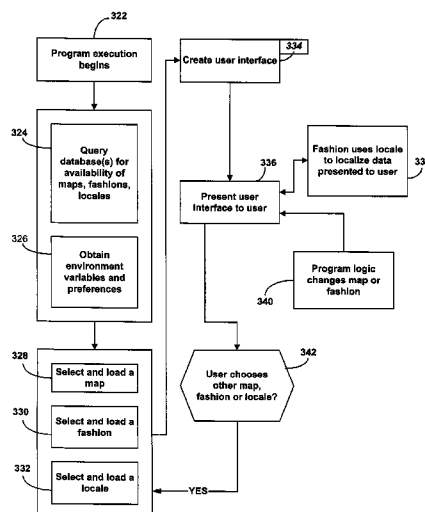 322
Program execution
begins
324
Query
database(s) for
availability of
maps, fashions,
locales
326
Obtain
environment
variables and
preferences
328
Select and load a
map
330
Select and load a
fashion
332
Select and load a
locale
334
Create user interface
336
Present user
Interface to user
Fashion uses locale
to localize data
presented to user
33
Program logic
changes map or
fashion
340
342
User chooses
other map,
fashion or locale?
YES